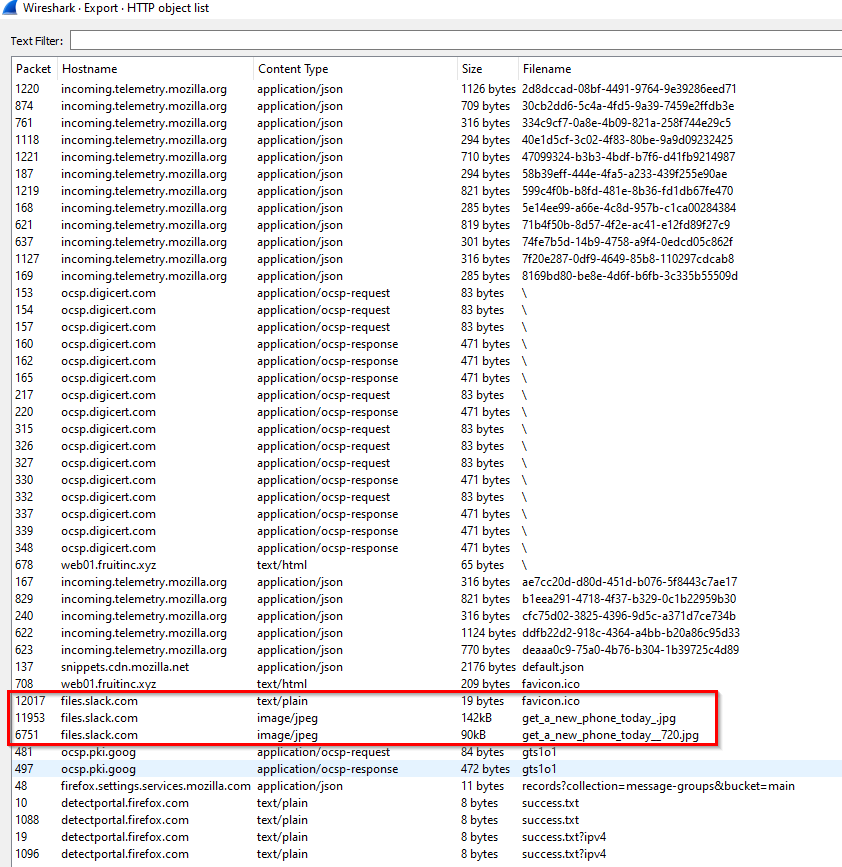 Wireshark · Export · HTTP object list
Text Filter:
Packet Hostname Content Type Size Filename
1220 incoming.telemetry.mozilla.org application/json 1126 bytes 2d8dccad-08bf-4491-9764-9e39286eed71
874 incoming.telemetry.mozilla.org application/json 709 bytes 30cb2dd6-5c4a-4fd5-9a39-7459e2ffdb3e
761 incoming.telemetry.mozilla.org application/json 316 bytes 334c9cf7-0a8e-4b09-821a-258f744e29c5
1118 incoming.telemetry.mozilla.org application/json 294 bytes 40e1d5cf-3c02-4f83-80be-9a9d09232425
1221 incoming.telemetry.mozilla.org application/json 710 bytes 47099324-b3b3-4bdf-b7f6-d41fb9214987
187 incoming.telemetry.mozilla.org application/json 294 bytes 58b39eff-444e-4fa5-a233-439f255e90ae
1219 incoming.telemetry.mozilla.org application/json 821 bytes 599c4f0b-b8fd-481e-8b36-fd1db67fe470
168 incoming.telemetry.mozilla.org application/json 285 bytes 5e14ee99-a66e-4c8d-957b-c1ca00284384
621 incoming.telemetry.mozilla.org application/json 819 bytes 71b4f50b-8d57-4f2e-ac41-e12fd89f27c9
637 incoming.telemetry.mozilla.org application/json 301 bytes 74fe7b5d-14b9-4758-a9f4-0edcd05c862f
1127 incoming.telemetry.mozilla.org application/json 316 bytes 7f20e287-0df9-4649-85b8-110297cdcab8
169 incoming.telemetry.mozilla.org application/json 285 bytes 8169bd80-be8e-4d6f-b6fb-3c335b55509d
153 ocsp.digicert.com application/ocsp-request 83 bytes \
154 ocsp.digicert.com application/ocsp-request 83 bytes \
157 ocsp.digicert.com application/ocsp-request 83 bytes \
160 ocsp.digicert.com application/ocsp-response 471 bytes \
162 ocsp.digicert.com application/ocsp-response 471 bytes \
165 ocsp.digicert.com application/ocsp-response 471 bytes \
217 ocsp.digicert.com application/ocsp-request 83 bytes \
220 ocsp.digicert.com application/ocsp-response 471 bytes \
315 ocsp.digicert.com application/ocsp-request 83 bytes \
326 ocsp.digicert.com application/ocsp-request 83 bytes \
327 ocsp.digicert.com application/ocsp-request 83 bytes \
330 ocsp.digicert.com application/ocsp-response 471 bytes \
332 ocsp.digicert.com application/ocsp-request 83 bytes \
337 ocsp.digicert.com application/ocsp-response 471 bytes \
339 ocsp.digicert.com application/ocsp-response 471 bytes \
348 ocsp.digicert.com application/ocsp-response 471 bytes \
678 web01.fruitinc.xyz text/html 65 bytes \
167 incoming.telemetry.mozilla.org application/json 316 bytes ae7cc20d-d80d-451d-b076-5f8443c7ae17
829 incoming.telemetry.mozilla.org application/json 821 bytes b1eea291-4718-4f37-b329-0c1b22959b30
240 incoming.telemetry.mozilla.org application/json 316 bytes cfc75d02-3825-4396-9d5c-a371d7ce734b
622 incoming.telemetry.mozilla.org application/json 1124 bytes ddfb22d2-918c-4364-a4bb-b20a86c95d33
623 incoming.telemetry.mozilla.org application/json 770 bytes deaaa0c9-75a0-4b76-b304-1b39725c4d89
137 snippets.cdn.mozilla.net application/json 2176 bytes default.json
708 web01.fruitinc.xyz text/html 209 bytes favicon.ico
12017 files.slack.com text/plain 19 bytes favicon.ico
11953 files.slack.com image/jpeg 142kB get_a_new_phone_today_.jpg
6751 files.slack.com image/jpeg 90kB get_a_new_phone_today__720.jpg
481 ocsp.pki.goog application/ocsp-request 84 bytes gts1o1
497 ocsp.pki.goog application/ocsp-response 472 bytes gts1o1
48 firefox.settings.services.mozilla.com application/json 11 bytes records?collection=message-groups&bucket=main
10 detectportal.firefox.com text/plain 8 bytes success.txt
1088 detectportal.firefox.com text/plain 8 bytes success.txt
19 detectportal.firefox.com text/plain 8 bytes success.txt?ipv4
1096 detectportal.firefox.com text/plain 8 bytes success.txt?ipv4